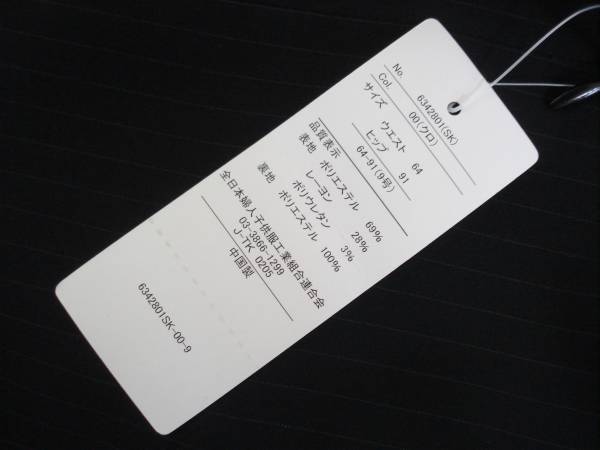 No. 6342801(SK)
Col. 00(クロ)
サイズ ウエスト 64
ヒップ 91
64-91(9号)
品質表示
表地 ポリエステル 69%
レーヨン 28%
ポリウレタン 3%
裏地 ポリエステル 100%
全日本婦人子供服工業組合連合会
03-3866-1299
J-TK 0205
中国製
6342801SK-00-9